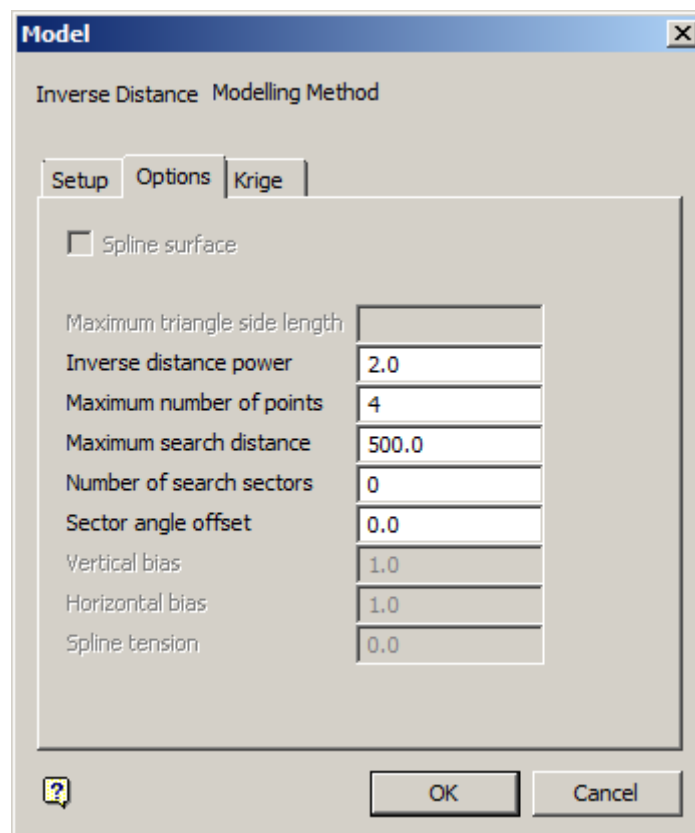 Model
Inverse Distance Modelling Method
Setup Options Krige
Spline surface
Maximum triangle side length
Inverse distance power 2.0
Maximum number of points 4
Maximum search distance 500.0
Number of search sectors 0
Sector angle offset 0.0
Vertical bias 1.0
Horizontal bias 1.0
Spline tension 0.0
? OK Cancel